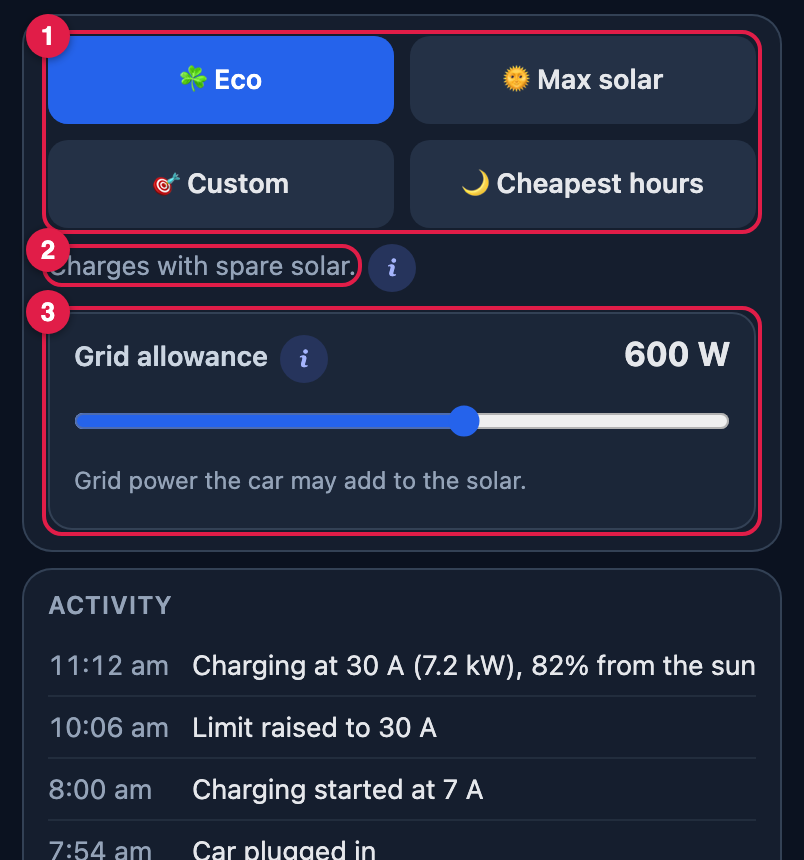 1
☘️ Eco
🌞 Max solar
🎯 Custom
🌙 Cheapest hours
2
Charges with spare solar.
i
3
Grid allowance
i
600 W
Grid power the car may add to the solar.
ACTIVITY
11:12 am Charging at 30 A (7.2 kW), 82% from the sun
10:06 am Limit raised to 30 A
8:00 am Charging started at 7 A
7:54 am Car plugged in